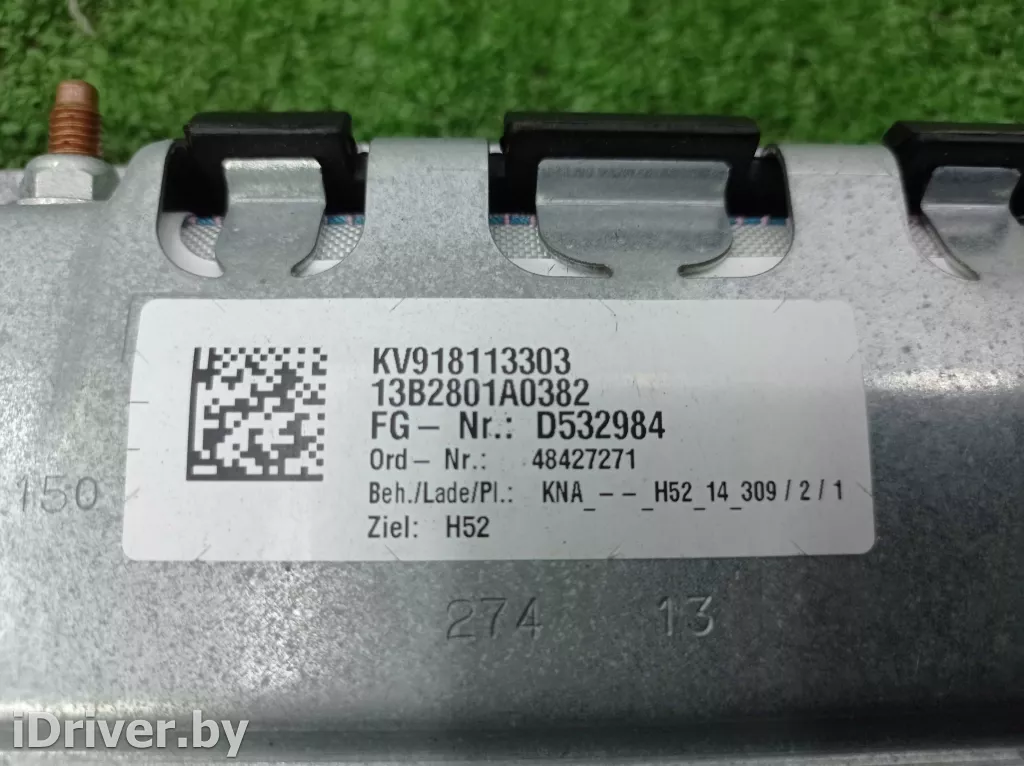 KV918113303
13B2801A0382
FG- Nr.: D532984
Ord- Nr.: 48427271
Beh./Lade/Pl.: KNA_--_H52_14_309/2/1
Ziel: H52
150
274 13
iDriver.by